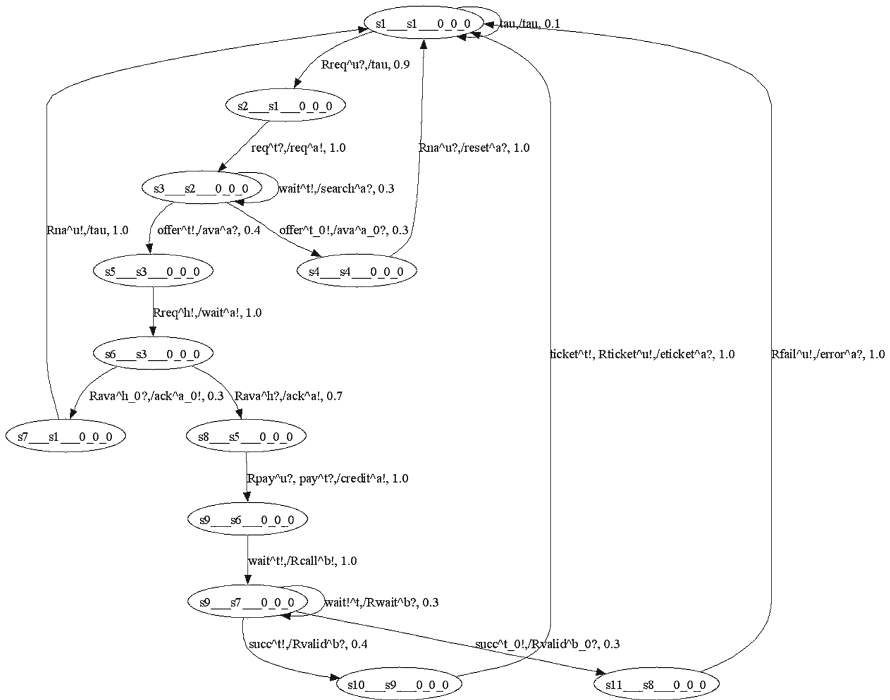 s1___s1___0_0_0
tau,/tau, 0.1
Rreq^u?,/tau, 0.9
s2___s1___0_0_0
req^t?,/req^a!, 1.0
Rna^u?,/reset^a?, 1.0
s3___s2___0_0_0
wait^t!,/search^a?, 0.3
Rna^u!,/tau, 1.0
offer^t!,/ava^a?, 0.4
offer^t_0!,/ava^a_0?, 0.3
s5___s3___0_0_0
s4___s4___0_0_0
Rreq^h!,/wait^a!, 1.0
s6___s3___0_0_0
ticket^t!, Rticket^u!,/eticket^a?, 1.0
Rfail^u!,/error^a?, 1.0
Rava^h_0?,/ack^a_0!, 0.3
Rava^h?,/ack^a!, 0.7
s7___s1___0_0_0
s8___s5___0_0_0
Rpay^u?, pay^t?,/credit^a!, 1.0
s9___s6___0_0_0
wait^t!,/Rcall^b!, 1.0
s9___s7___0_0_0
wait!^t,/Rwait^b?, 0.3
succ^t!,/Rvalid^b?, 0.4
succ^t_0!,/Rvalid^b_0?, 0.3
s10___s9___0_0_0
s11___s8___0_0_0